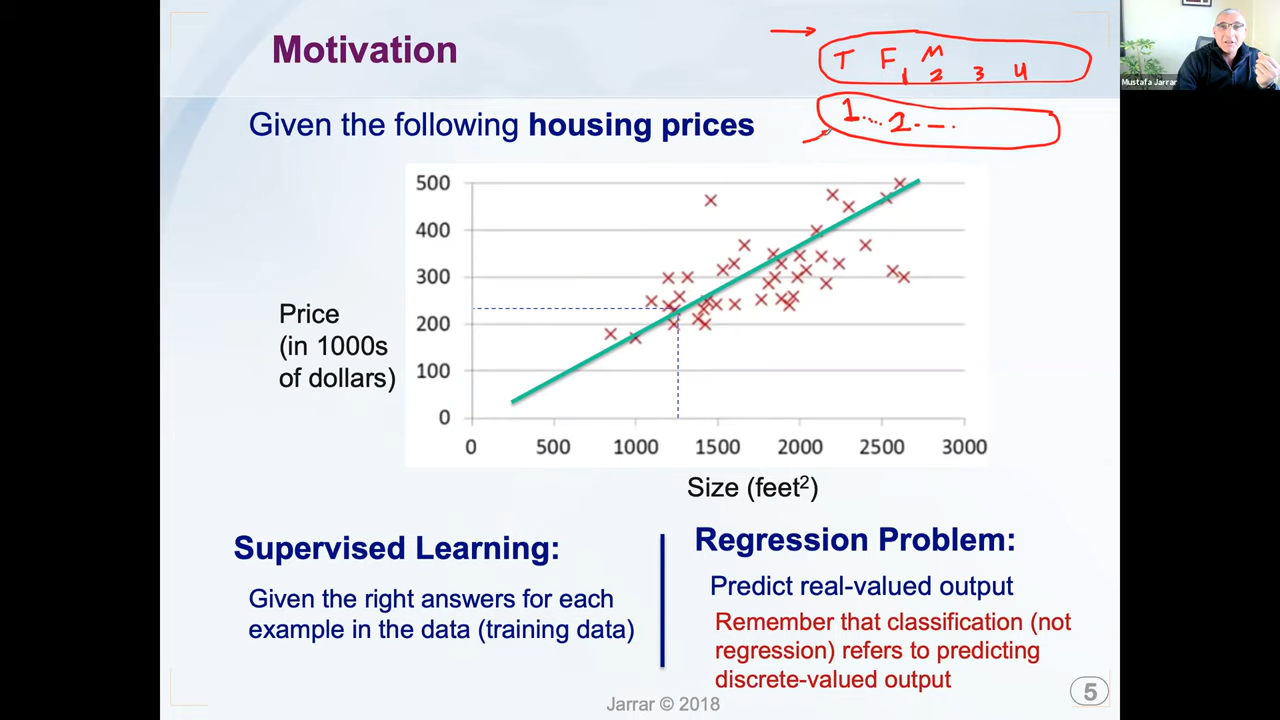 Motivation
T F M
1 2 3 4
Mustafa Jarrar
Given the following housing prices
1.... 2.-.
500
400
300
200
100
0
Price
(in 1000s
of dollars)
0 500 1000 1500 2000 2500 3000
Size (feet²)
Supervised Learning:
Given the right answers for each
example in the data (training data)
Regression Problem:
Predict real-valued output
Remember that classification (not
regression) refers to predicting
discrete-valued output
Jarrar © 2018
5